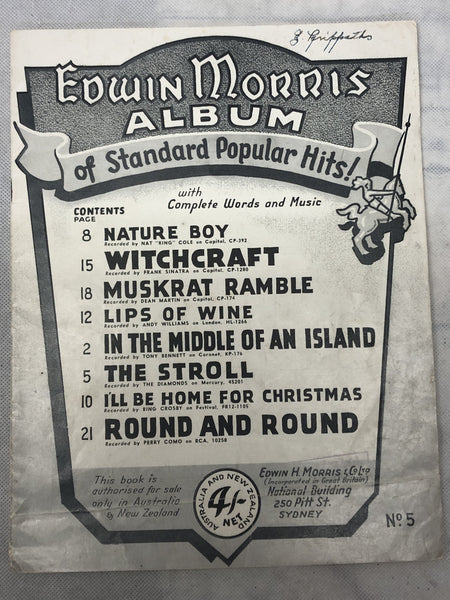 EDWIN MORRIS
ALBUM
of Standard Popular Hits!
with
Complete Words and Music
CONTENTS
PAGE
8 NATURE BOY
Recorded by NAT "KING" COLE on Capitol, CP-392
15 WITCHCRAFT
Recorded by FRANK SINATRA on Capitol, CP-1280
18 MUSKRAT RAMBLE
Recorded by DEAN MARTIN on Capitol, CP-174
12 LIPS OF WINE
Recorded by ANDY WILLIAMS on London, HL-1266
2 IN THE MIDDLE OF AN ISLAND
Recorded by TONY BENNETT on Coronet, KP-176
5 THE STROLL
Recorded by THE DIAMONDS on Mercury, 45201
10 I'LL BE HOME FOR CHRISTMAS
Recorded by BING CROSBY on Festival, FR12-1105
21 ROUND AND ROUND
Recorded by PERRY COMO on RCA, 10258
This book is
authorised for sale
only in Australia
& New Zealand
AUSTRALIA AND NEW ZEALAND
4/-
NET
EDWIN H. MORRIS & CO LTD
(Incorporated in Great Britain)
National Building
250 Pitt St.
SYDNEY
No 5